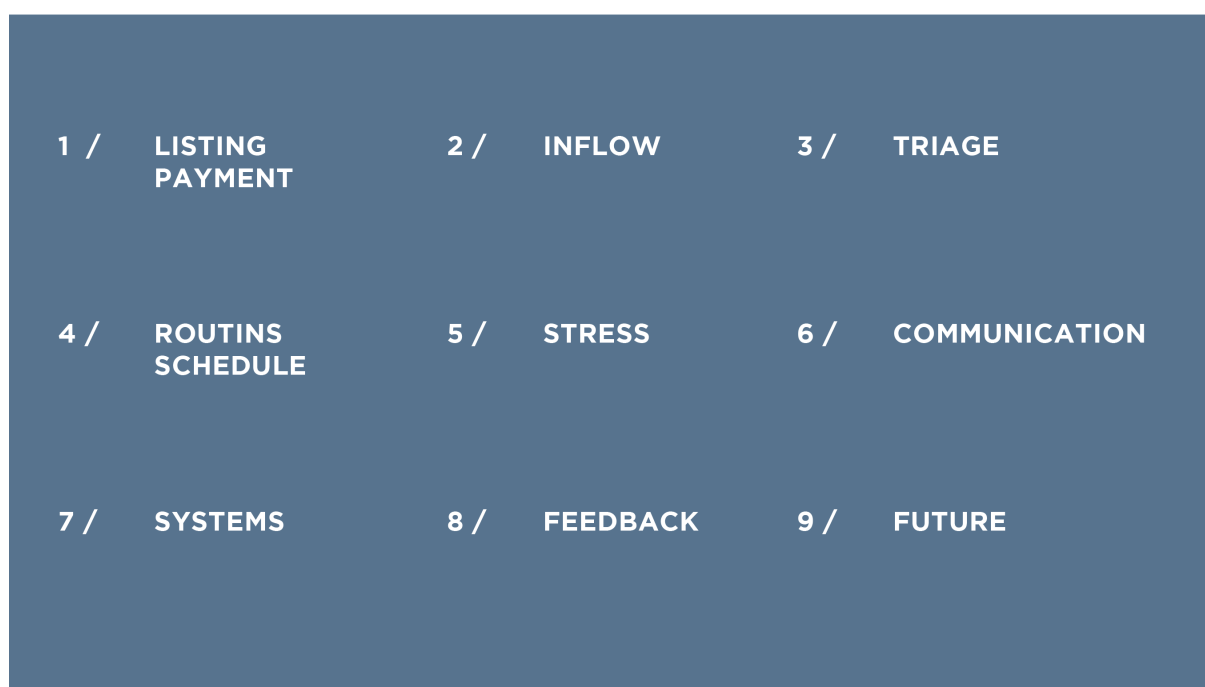 1 / LISTING
PAYMENT
2 / INFLOW
3 / TRIAGE
4 / ROUTINS
SCHEDULE
5 / STRESS
6 / COMMUNICATION
7 / SYSTEMS
8 / FEEDBACK
9 / FUTURE